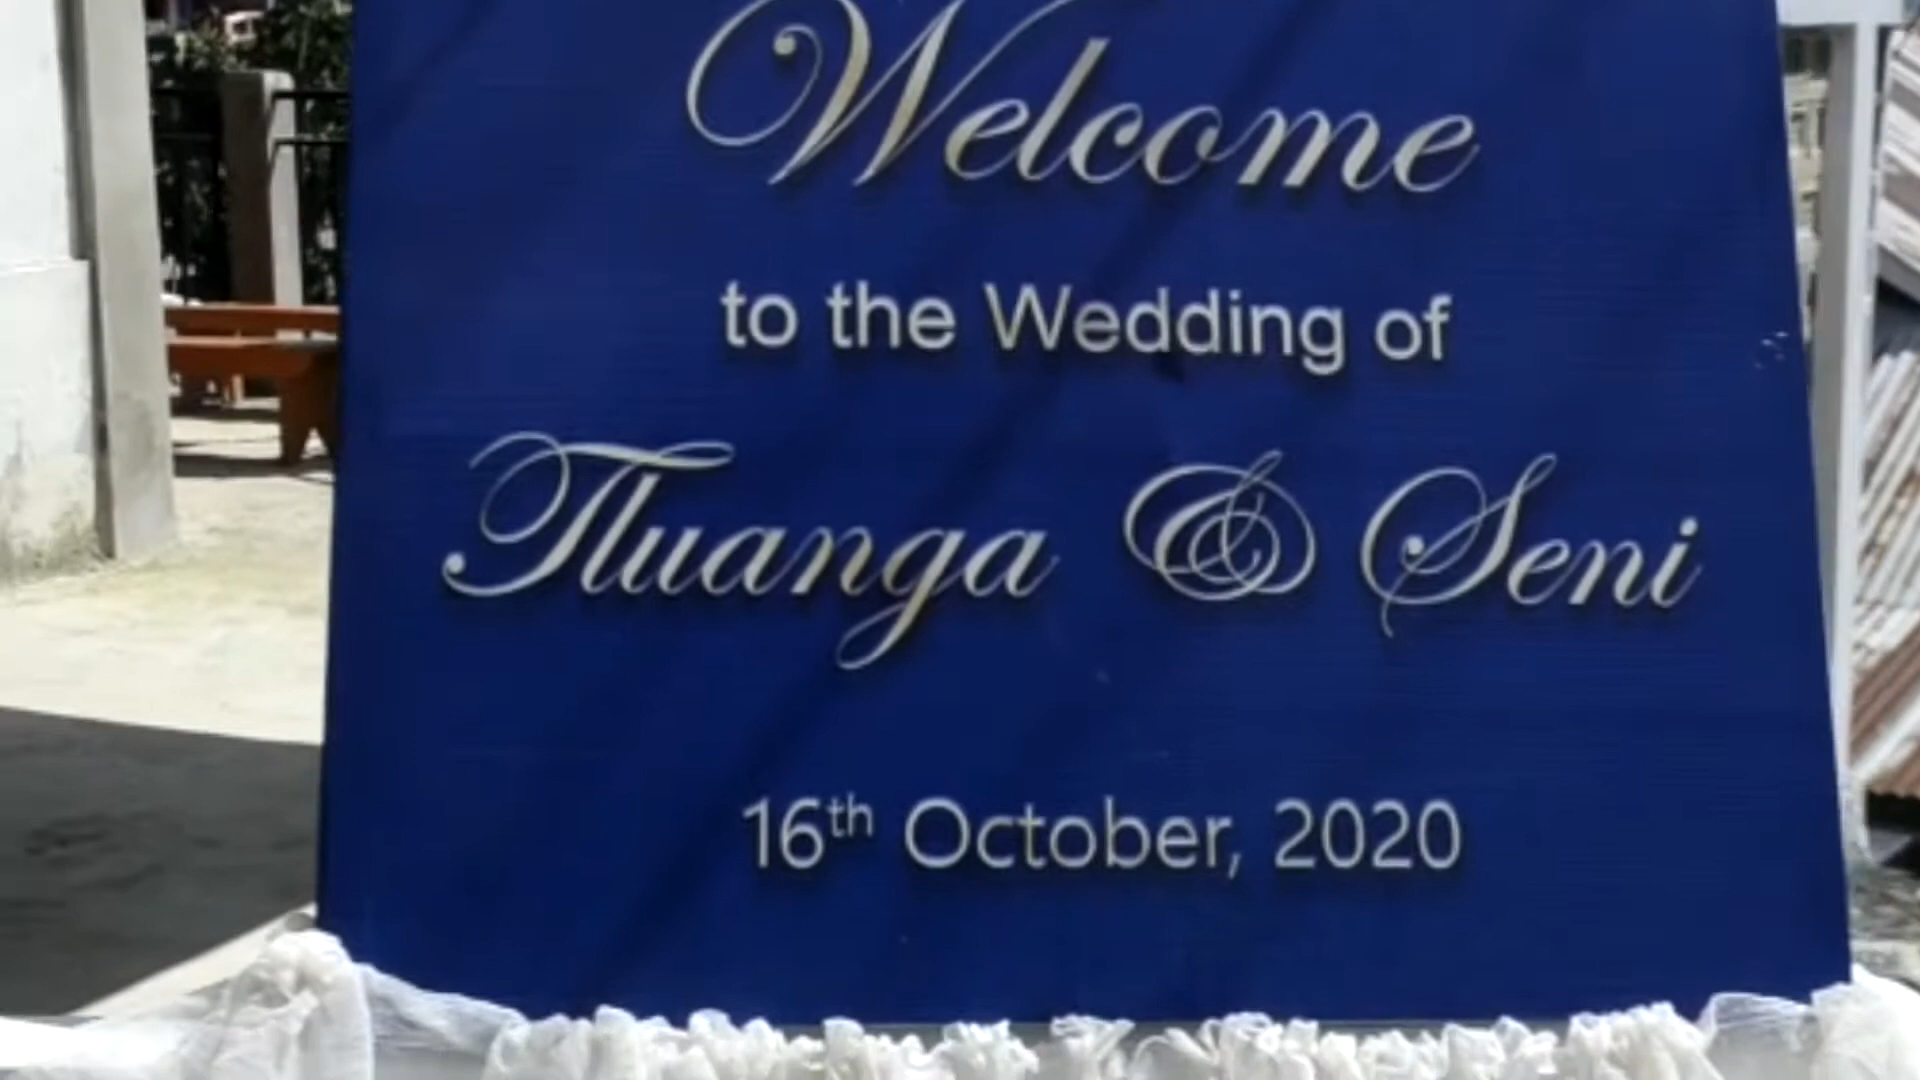 Welcome
to the Wedding of
Tluanga & Seni
16th October, 2020